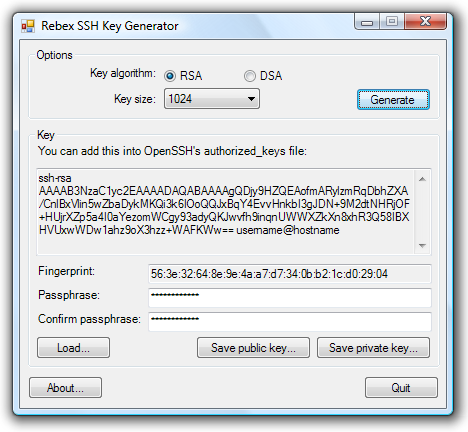 Rebex SSH Key Generator
Options
Key algorithm: RSA DSA
Key size: 1024
Generate
Key
You can add this into OpenSSH's authorized_keys file:
ssh-rsa
AAAAB3NzaC1yc2EAAAADAQABAAAAgQDjy9HZQEAofmARylzmRqDbhZXA
/CnIBxVlin5wZbaDykMKQi3k6lOoQQJxBqY4EvvHnkbI3gJDN+9M2dtNHRjOF
+HUjrXZp5a4I0aYezomWCgy93adyQKJwvfh9inqnUWWXZkXn8xhR3Q58IBX
HVUxwWDw1ahz9oX3hzz+WAFKWw== username@hostname
Fingerprint: 56:3e:32:64:8e:9e:4a:a7:d7:34:0b:b2:1c:d0:29:04
Passphrase: ************
Confirm passphrase: ************
Load... Save public key... Save private key...
About... Quit